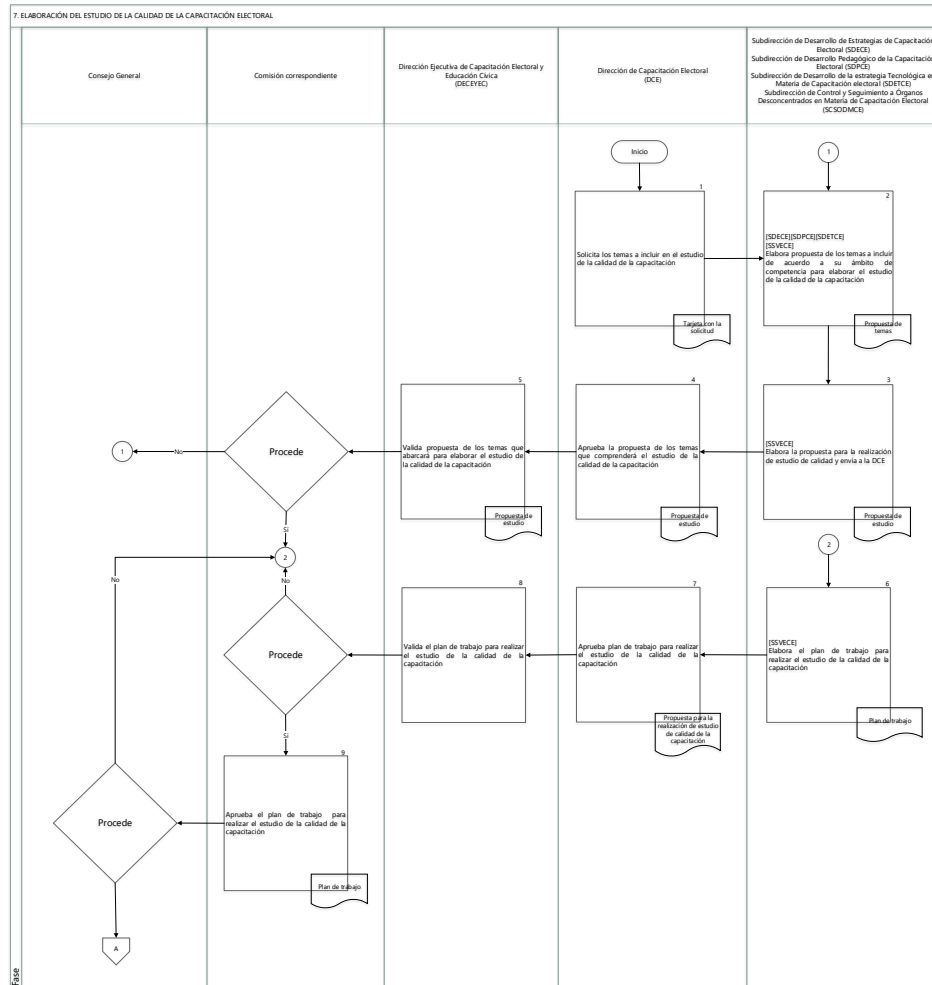 7. ELABORACIÓN DEL ESTUDIO DE LA CALIDAD DE LA CAPACITACIÓN ELECTORAL
Consejo General
Comisión correspondiente
Dirección Ejecutiva de Capacitación Electoral y
Educación Cívica
(DECEYEC)
Dirección de Capacitación Electoral
(DCE)
Subdirección de Desarrollo de Estrategias de Capacitación
Electoral (SDECE)
Subdirección de Desarrollo Pedagógico de la Capacitación
Electoral (SDPCE)
Subdirección de Desarrollo de la estrategia Tecnológica en
Materia de Capacitación electoral (SDETCE)
Subdirección de Control y Seguimiento a Órganos
Desconcentrados en Materia de Capacitación Electoral
(SCSODMCE)
Inicio
1
1
Solicita los temas a incluir en el estudio
de la calidad de la capacitación
Tarjeta con la
solicitud
2
[SDECE][SDPCE][SDETCE]
[SSVECE]
Elabora propuesta de los temas a incluir
de acuerdo a su ámbito de
competencia para elaborar el estudio
de la calidad de la capacitación
Propuesta de
temas
3
[SSVECE]
Elabora la propuesta para la realización
de estudio de calidad y envía a la DCE
Propuesta de
estudio
4
Aprueba la propuesta de los temas
que comprenderá el estudio de la
calidad de la capacitación
Propuesta de
estudio
5
Valida propuesta de los temas que
abarcará para elaborar el estudio de
la calidad de la capacitación
Propuesta de
estudio
Procede
No
1
Si
2
2
6
[SSVECE]
Elabora el plan de trabajo para
realizar el estudio de la calidad de la
capacitación
Plan de trabajo
7
Aprueba plan de trabajo para realizar
el estudio de la calidad de la
capacitación
Propuesta para la
realización de estudio
de calidad de la
capacitación
8
Valida el plan de trabajo para realizar
el estudio de la calidad de la
capacitación
Procede
No
Si
9
Aprueba el plan de trabajo para
realizar el estudio de la calidad de la
capacitación
Plan de trabajo
Procede
No
A
Fase